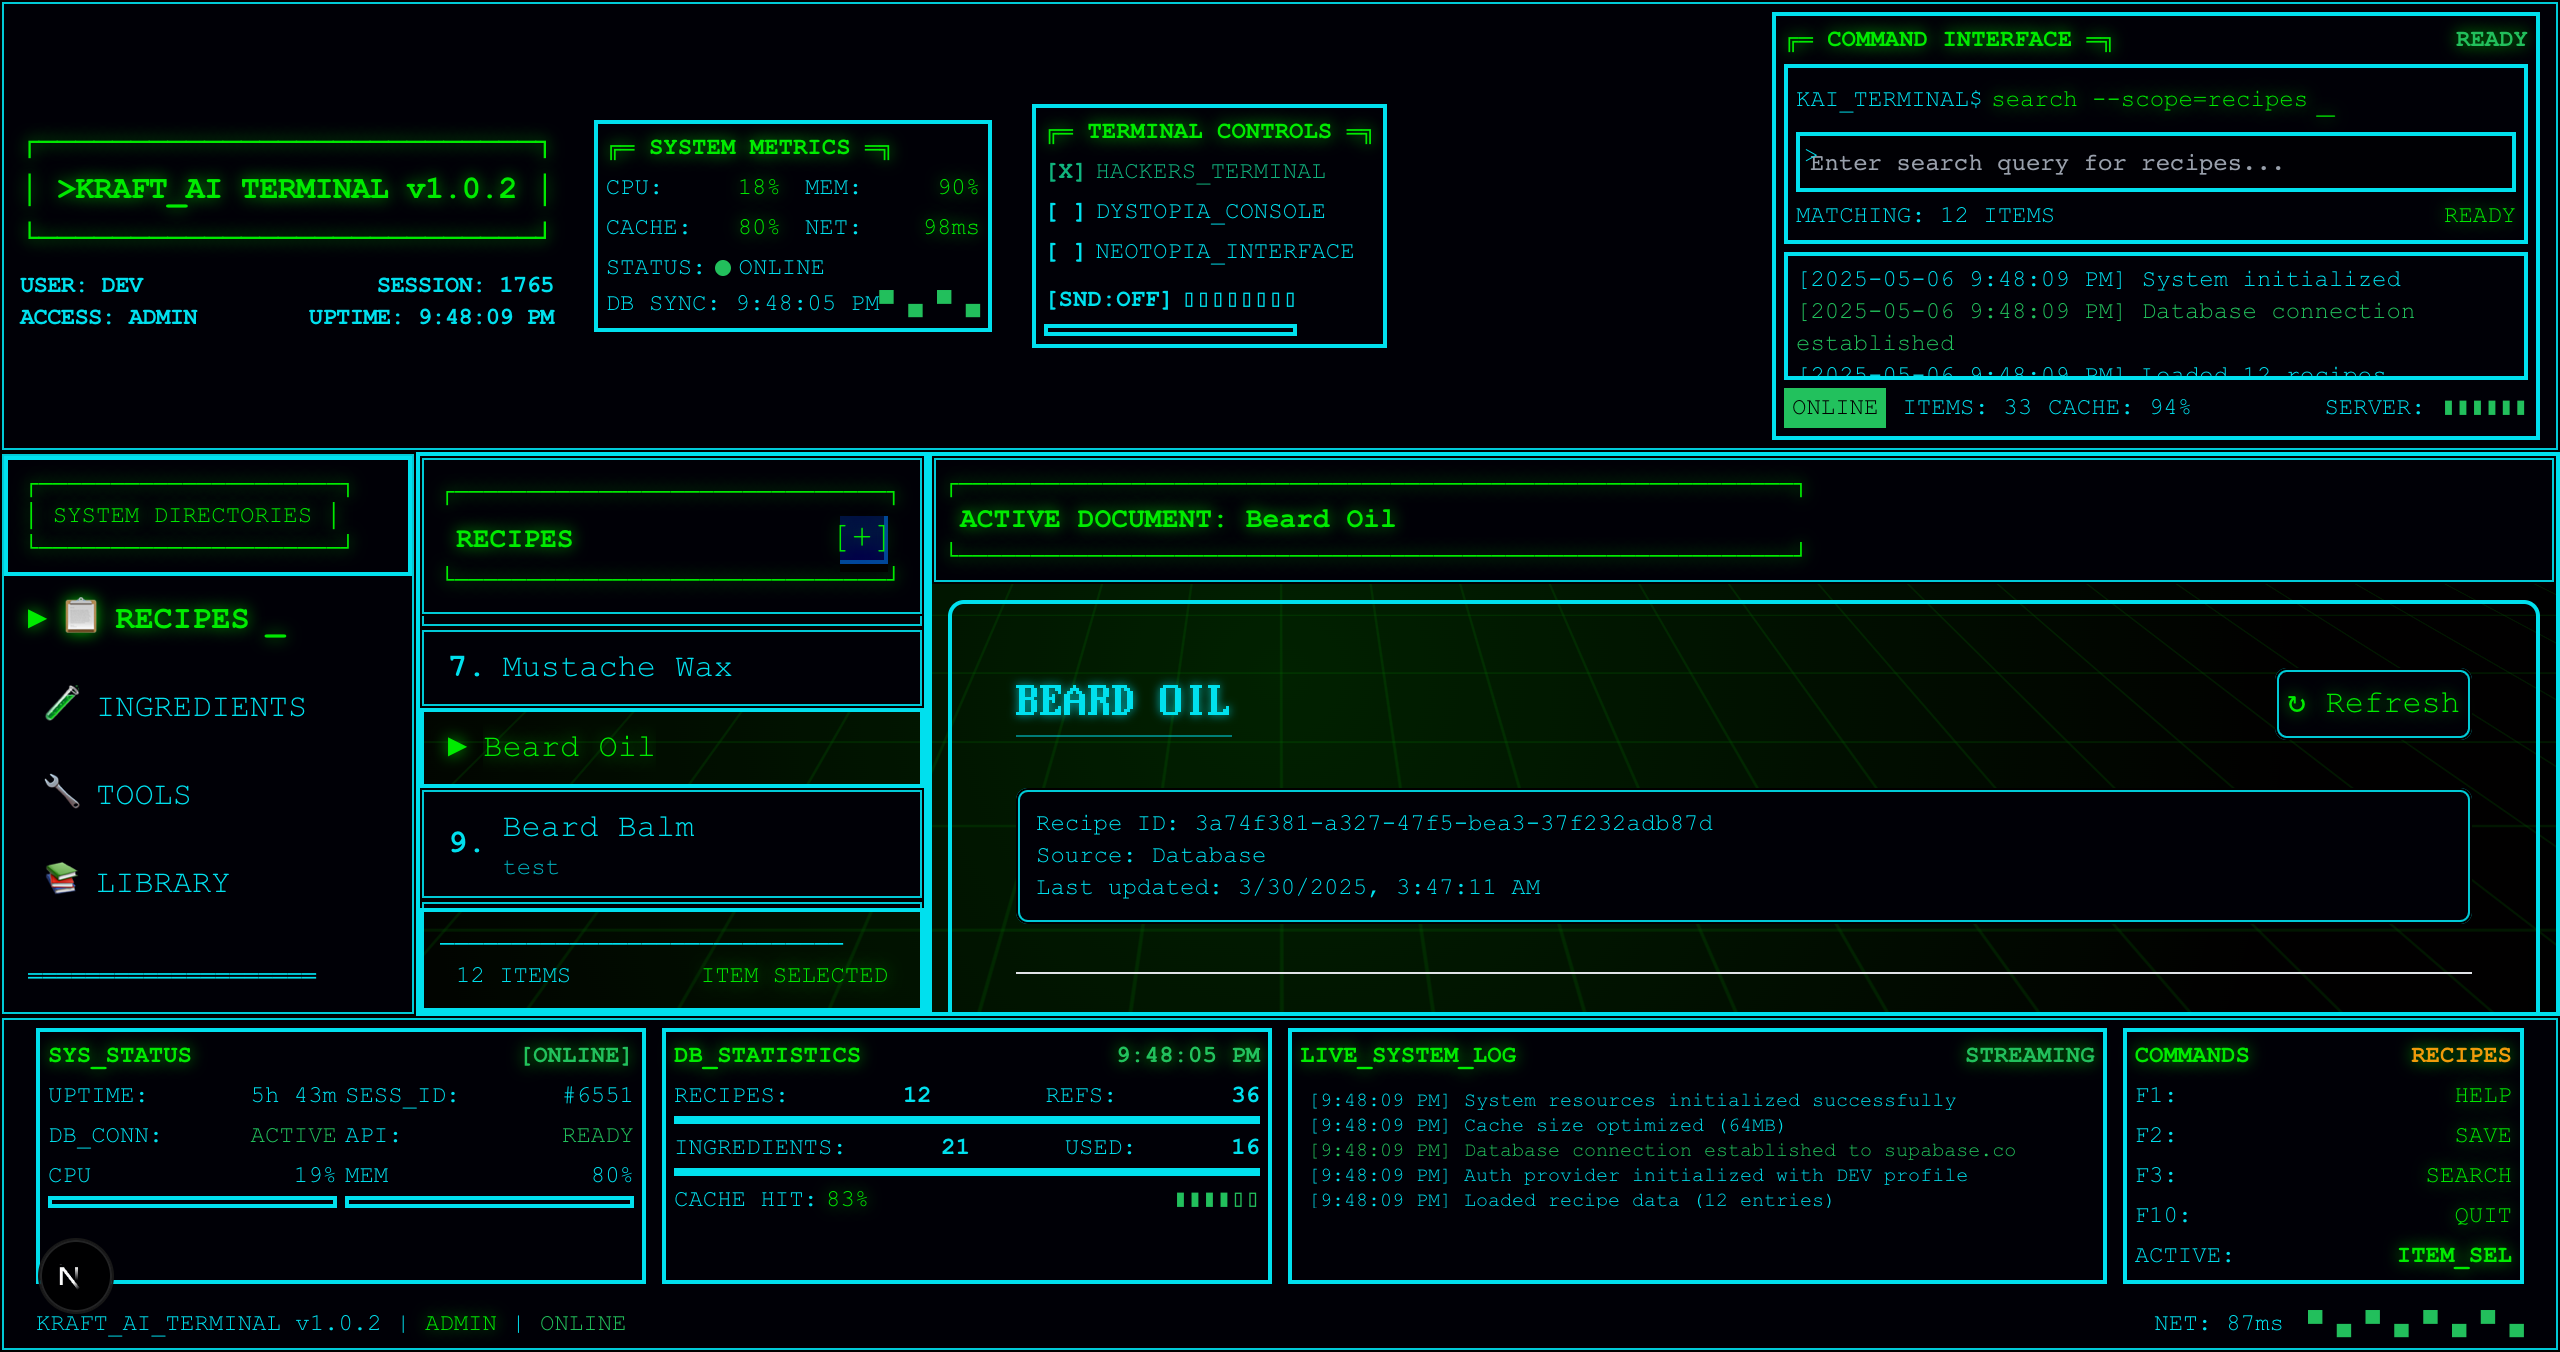 >KRAFT_AI TERMINAL v1.0.2
USER: DEV SESSION: 1765
ACCESS: ADMIN UPTIME: 9:48:09 PM
SYSTEM METRICS
CPU: 18% MEM: 90%
CACHE: 80% NET: 98ms
STATUS: ONLINE
DB SYNC: 9:48:05 PM
TERMINAL CONTROLS
[X] HACKERS_TERMINAL
[ ] DYSTOPIA_CONSOLE
[ ] NEOTOPIA_INTERFACE
[SND:OFF]
COMMAND INTERFACE READY
KAI_TERMINAL$ search --scope=recipes _
>Enter search query for recipes...
MATCHING: 12 ITEMS READY
[2025-05-06 9:48:09 PM] System initialized
[2025-05-06 9:48:09 PM] Database connection
established
[2025-05-06 9:48:09 PM] Loaded 12 recipes
ONLINE ITEMS: 33 CACHE: 94% SERVER:
SYSTEM DIRECTORIES
▶ RECIPES _
INGREDIENTS
TOOLS
LIBRARY
RECIPES [+]
7. Mustache Wax
▶ Beard Oil
9. Beard Balm
test
12 ITEMS ITEM SELECTED
ACTIVE DOCUMENT: Beard Oil
BEARD OIL
↻ Refresh
Recipe ID: 3a74f381-a327-47f5-bea3-37f232adb87d
Source: Database
Last updated: 3/30/2025, 3:47:11 AM
SYS_STATUS [ONLINE]
UPTIME: 5h 43m SESS_ID: #6551
DB_CONN: ACTIVE API: READY
CPU 19% MEM 80%
DB_STATISTICS 9:48:05 PM
RECIPES: 12 REFS: 36
INGREDIENTS: 21 USED: 16
CACHE HIT: 83%
LIVE_SYSTEM_LOG STREAMING
[9:48:09 PM] System resources initialized successfully
[9:48:09 PM] Cache size optimized (64MB)
[9:48:09 PM] Database connection established to supabase.co
[9:48:09 PM] Auth provider initialized with DEV profile
[9:48:09 PM] Loaded recipe data (12 entries)
COMMANDS RECIPES
F1: HELP
F2: SAVE
F3: SEARCH
F10: QUIT
ACTIVE: ITEM_SEL
N
KRAFT_AI_TERMINAL v1.0.2 | ADMIN | ONLINE
NET: 87ms